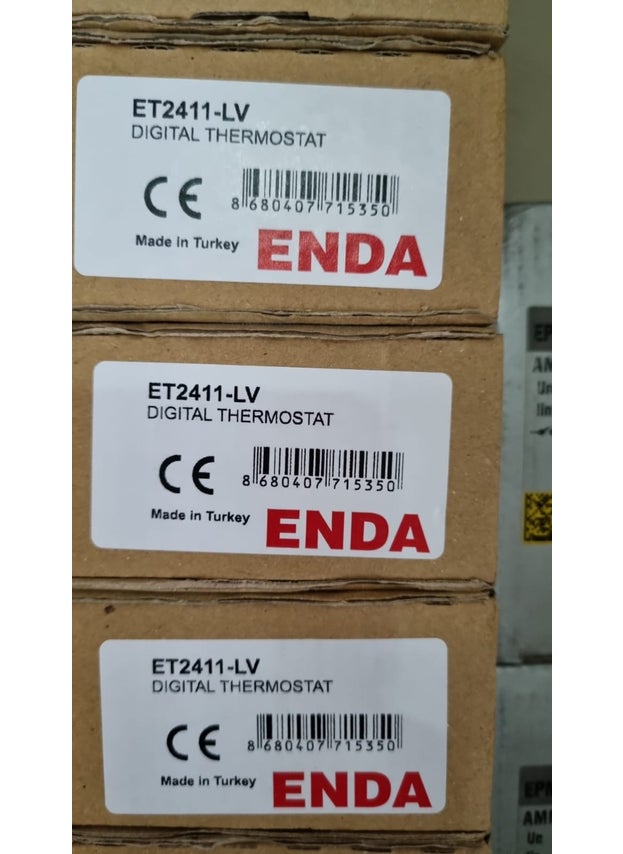 ET2411-LV
DIGITAL THERMOSTAT
CE
8 680407 715350
Made in Turkey
ENDA
ET2411-LV
DIGITAL THERMOSTAT
CE
8 680407 715350
Made in Turkey
ENDA
ET2411-LV
DIGITAL THERMOSTAT
CE
8 680407 715350
Made in Turkey
ENDA